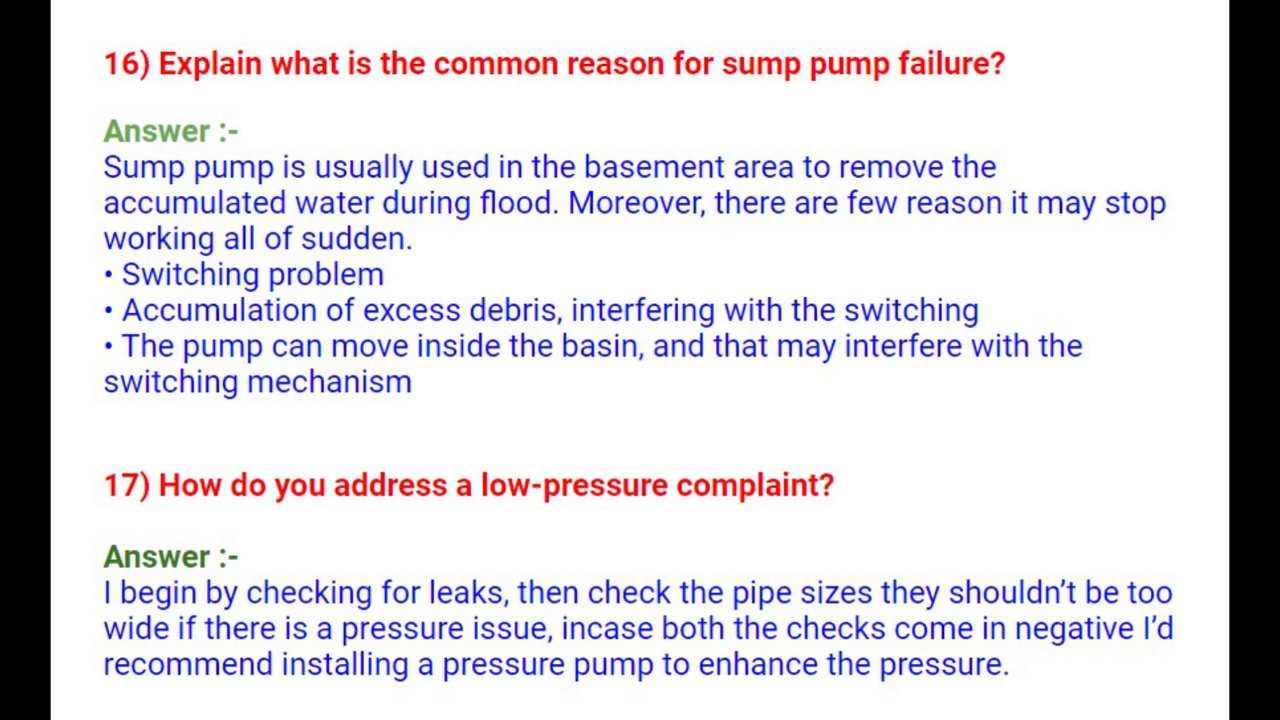 16) Explain what is the common reason for sump pump failure?
Answer :-
Sump pump is usually used in the basement area to remove the
accumulated water during flood. Moreover, there are few reason it may stop
working all of sudden.
• Switching problem
• Accumulation of excess debris, interfering with the switching
• The pump can move inside the basin, and that may interfere with the
switching mechanism
17) How do you address a low-pressure complaint?
Answer :-
I begin by checking for leaks, then check the pipe sizes they shouldn’t be too
wide if there is a pressure issue, incase both the checks come in negative I’d
recommend installing a pressure pump to enhance the pressure.